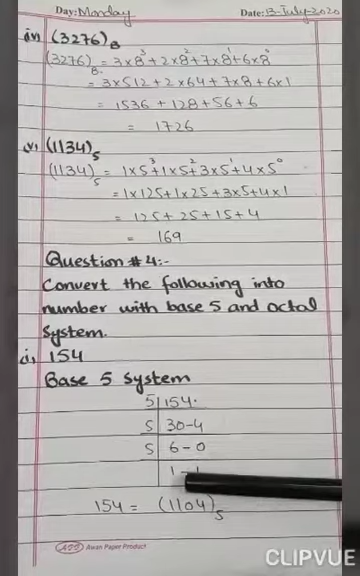 Day: Monday Date: 13-July-2020
iv, (3276)₈
(3276)₈ = 3×8³+2×8²+7×8¹+6×8⁰
= 3×512+2×64+7×8+6×1
= 1536+128+56+6
= 1726
v, (1134)₅
(1134)₅ = 1×5³+1×5²+3×5¹+4×5⁰
= 1×125+1×25+3×5+4×1
= 125+25+15+4
= 169
Question #4:-
Convert the following into
number with base 5 and octal
System.
i, 154
Base 5 System
5|154.
5|30-4
5|6-0
|1-1
154 = (1104)₅
Awan Paper Product
CLIPVUE